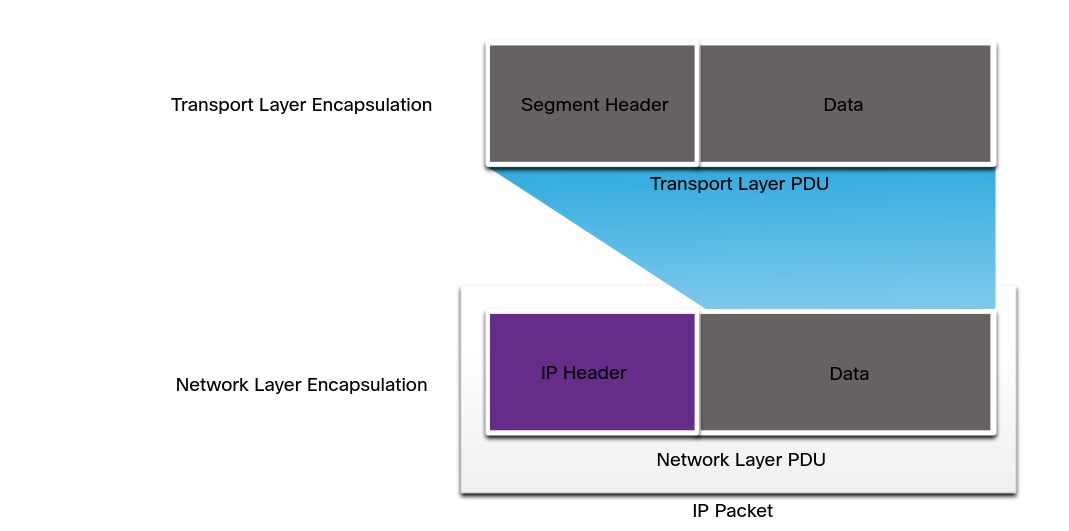 Transport Layer Encapsulation
Segment Header
Data
Transport Layer PDU
Network Layer Encapsulation
IP Header
Data
Network Layer PDU
IP Packet